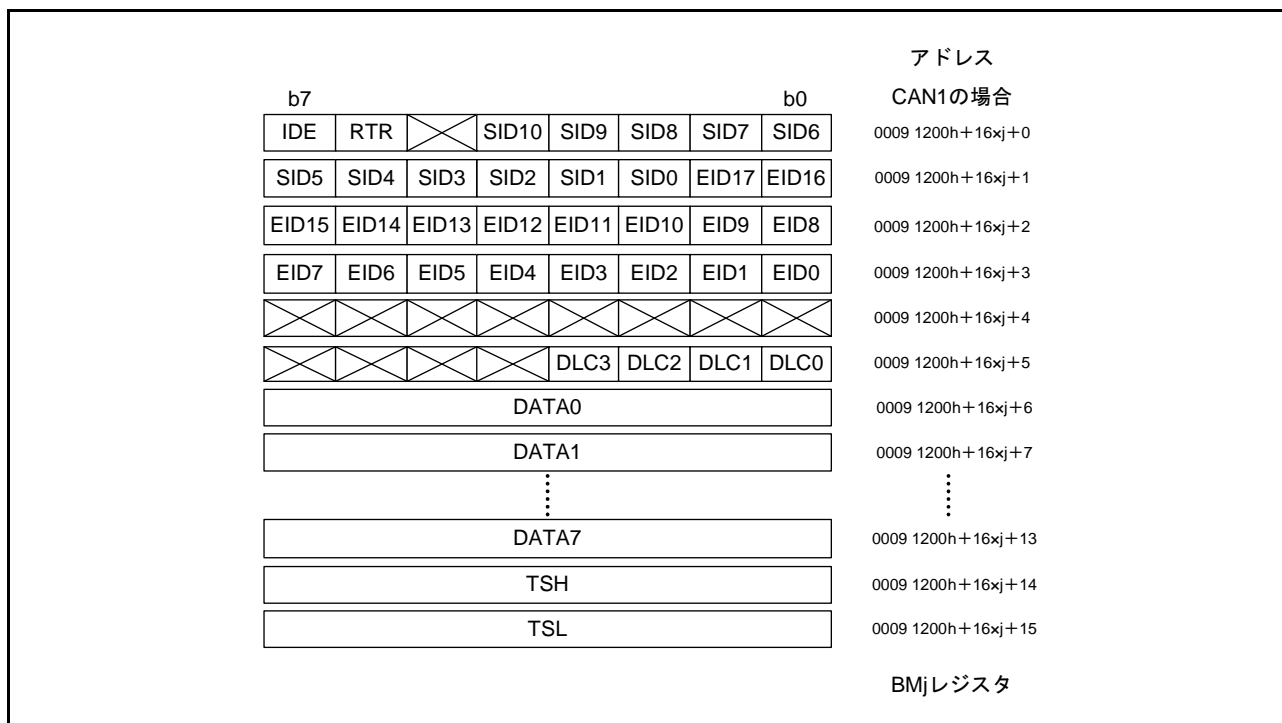 アドレス
b7 b0 CAN1の場合
IDE RTR SID10 SID9 SID8 SID7 SID6 0009 1200h+16×j+0
SID5 SID4 SID3 SID2 SID1 SID0 EID17 EID16 0009 1200h+16×j+1
EID15 EID14 EID13 EID12 EID11 EID10 EID9 EID8 0009 1200h+16×j+2
EID7 EID6 EID5 EID4 EID3 EID2 EID1 EID0 0009 1200h+16×j+3
0009 1200h+16×j+4
DLC3 DLC2 DLC1 DLC0 0009 1200h+16×j+5
DATA0 0009 1200h+16×j+6
DATA1 0009 1200h+16×j+7
DATA7 0009 1200h+16×j+13
TSH 0009 1200h+16×j+14
TSL 0009 1200h+16×j+15
BMjレジスタ